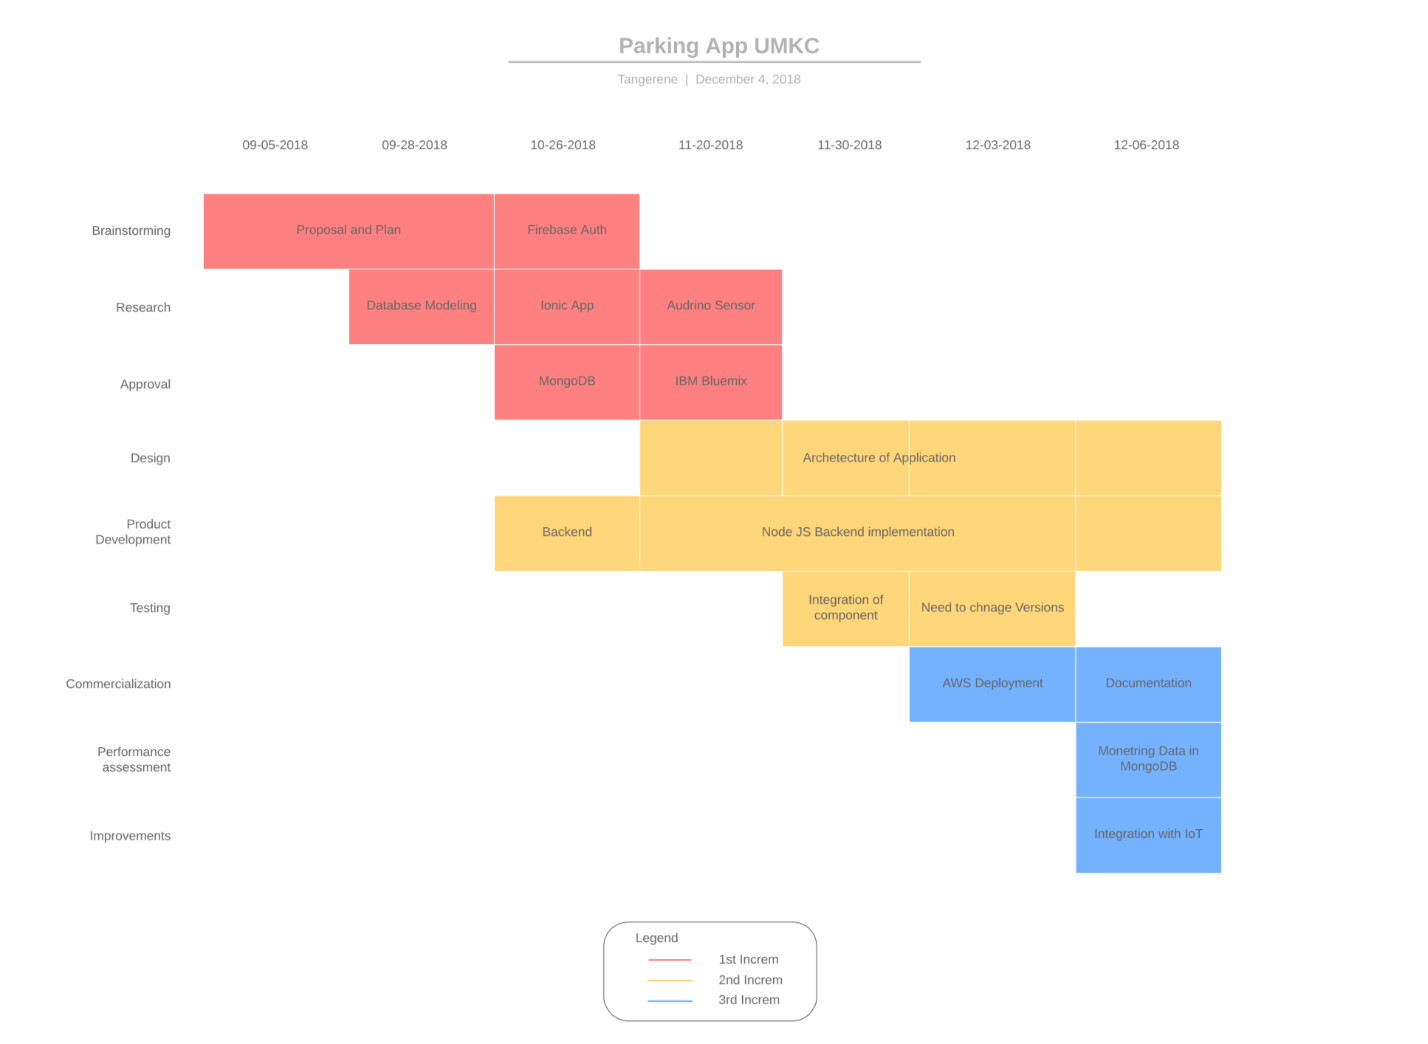 Parking App UMKC
Tangerene | December 4, 2018
09-05-2018 09-28-2018 10-26-2018 11-20-2018 11-30-2018 12-03-2018 12-06-2018
Brainstorming Proposal and Plan Firebase Auth
Research Database Modeling Ionic App Audrino Sensor
Approval MongoDB IBM Bluemix
Design Archetecture of Application
Product
Development
Backend Node JS Backend implementation
Testing
Integration of
component
Need to chnage Versions
Commercialization AWS Deployment Documentation
Performance
assessment
Monetring Data in
MongoDB
Improvements Integration with IoT
Legend
1st Increm
2nd Increm
3rd Increm